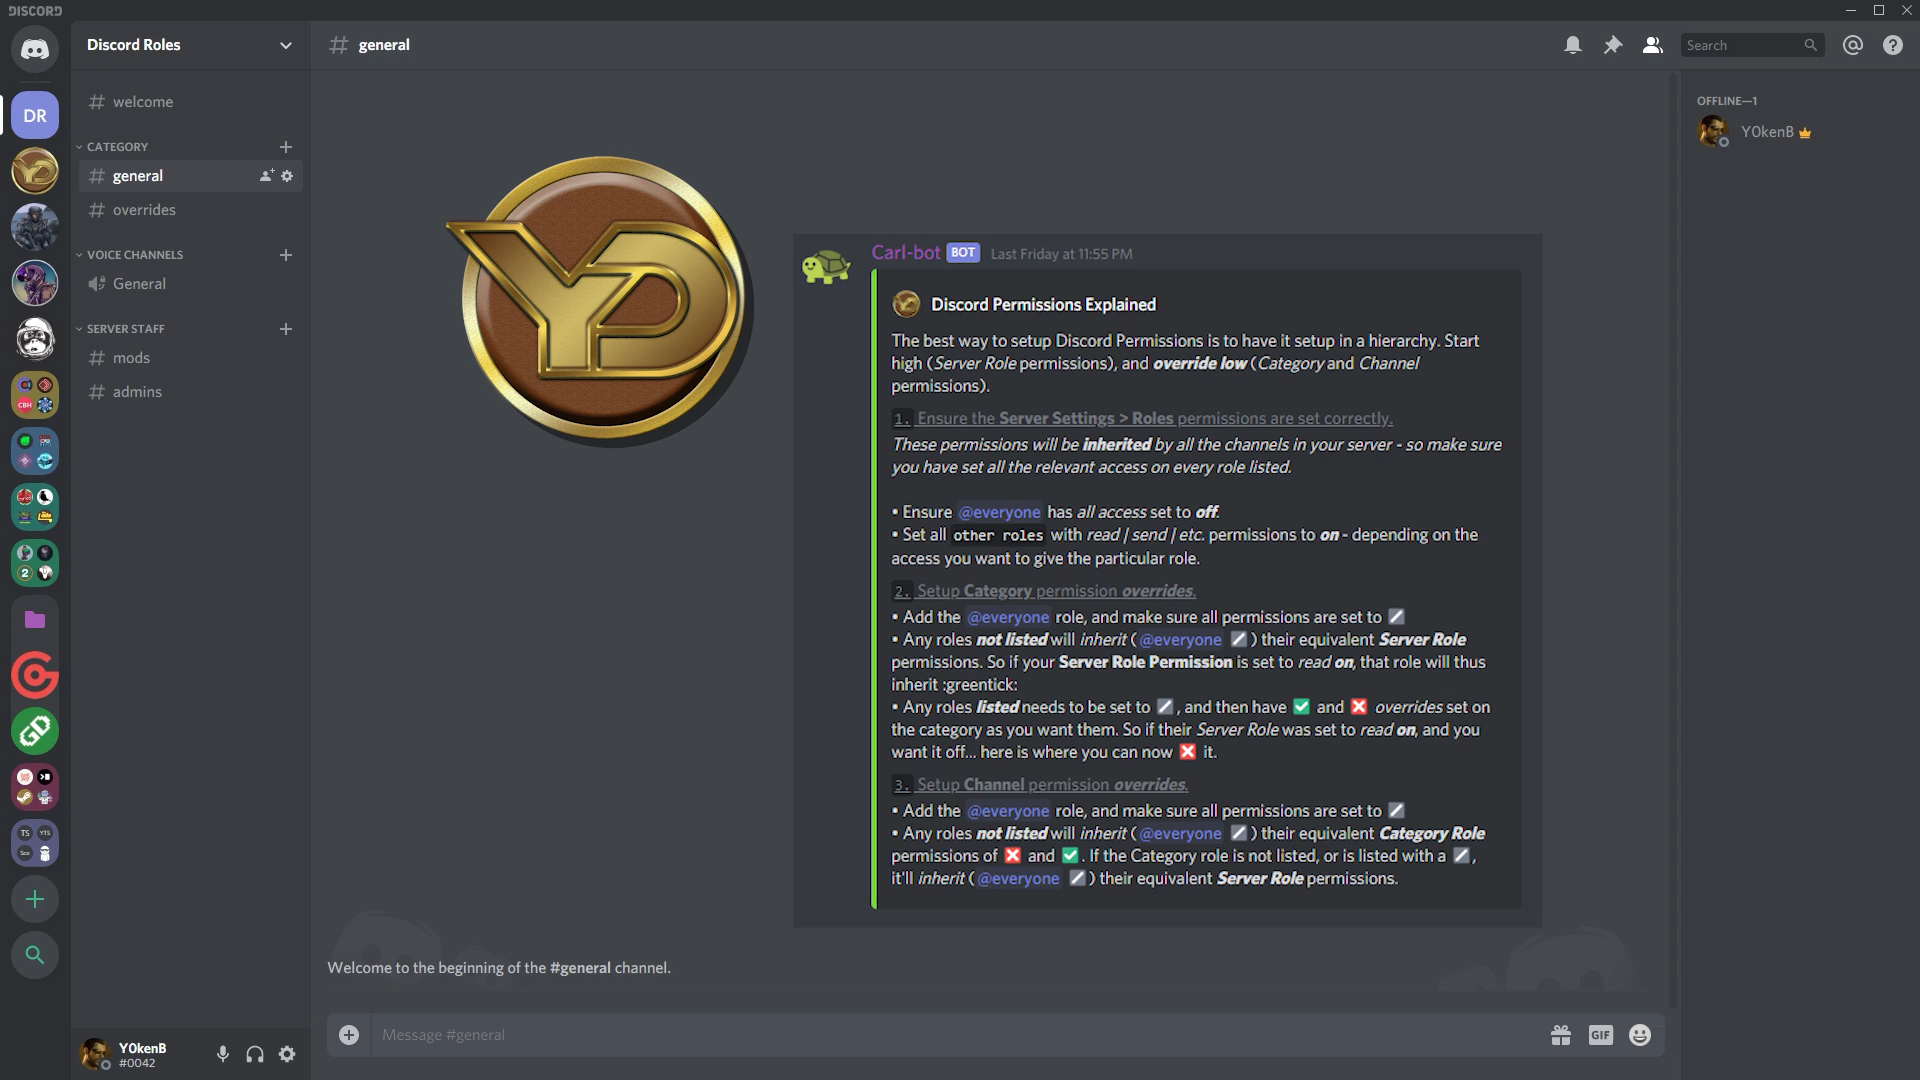 DISCORD
Discord Roles
# general
Search
# welcome
CATEGORY
# general
# overrides
VOICE CHANNELS
General
SERVER STAFF
# mods
# admins
DR
CBH
2
TS
YTS
Sco
YD
OFFLINE—1
Y0kenB
Carl-bot BOT Last Friday at 11:55 PM
Discord Permissions Explained
The best way to setup Discord Permissions is to have it setup in a hierarchy. Start
high (Server Role permissions), and override low (Category and Channel
permissions).
1. Ensure the Server Settings > Roles permissions are set correctly.
These permissions will be inherited by all the channels in your server - so make sure
you have set all the relevant access on every role listed.
• Ensure @everyone has all access set to off.
• Set all other roles with read / send / etc. permissions to on - depending on the
access you want to give the particular role.
2. Setup Category permission overrides.
• Add the @everyone role, and make sure all permissions are set to
• Any roles not listed will inherit ( @everyone ) their equivalent Server Role
permissions. So if your Server Role Permission is set to read on, that role will thus
inherit :greentick:
• Any roles listed needs to be set to , and then have ✅ and ❎ overrides set on
the category as you want them. So if their Server Role was set to read on, and you
want it off... here is where you can now ❌ it.
3. Setup Channel permission overrides.
• Add the @everyone role, and make sure all permissions are set to
• Any roles not listed will inherit ( @everyone ) their equivalent Category Role
permissions of ❌ and ✅ . If the Category role is not listed, or is listed with a ,
it'll inherit ( @everyone ) their equivalent Server Role permissions.
Welcome to the beginning of the #general channel.
Message #general
GIF
Y0kenB
#0042